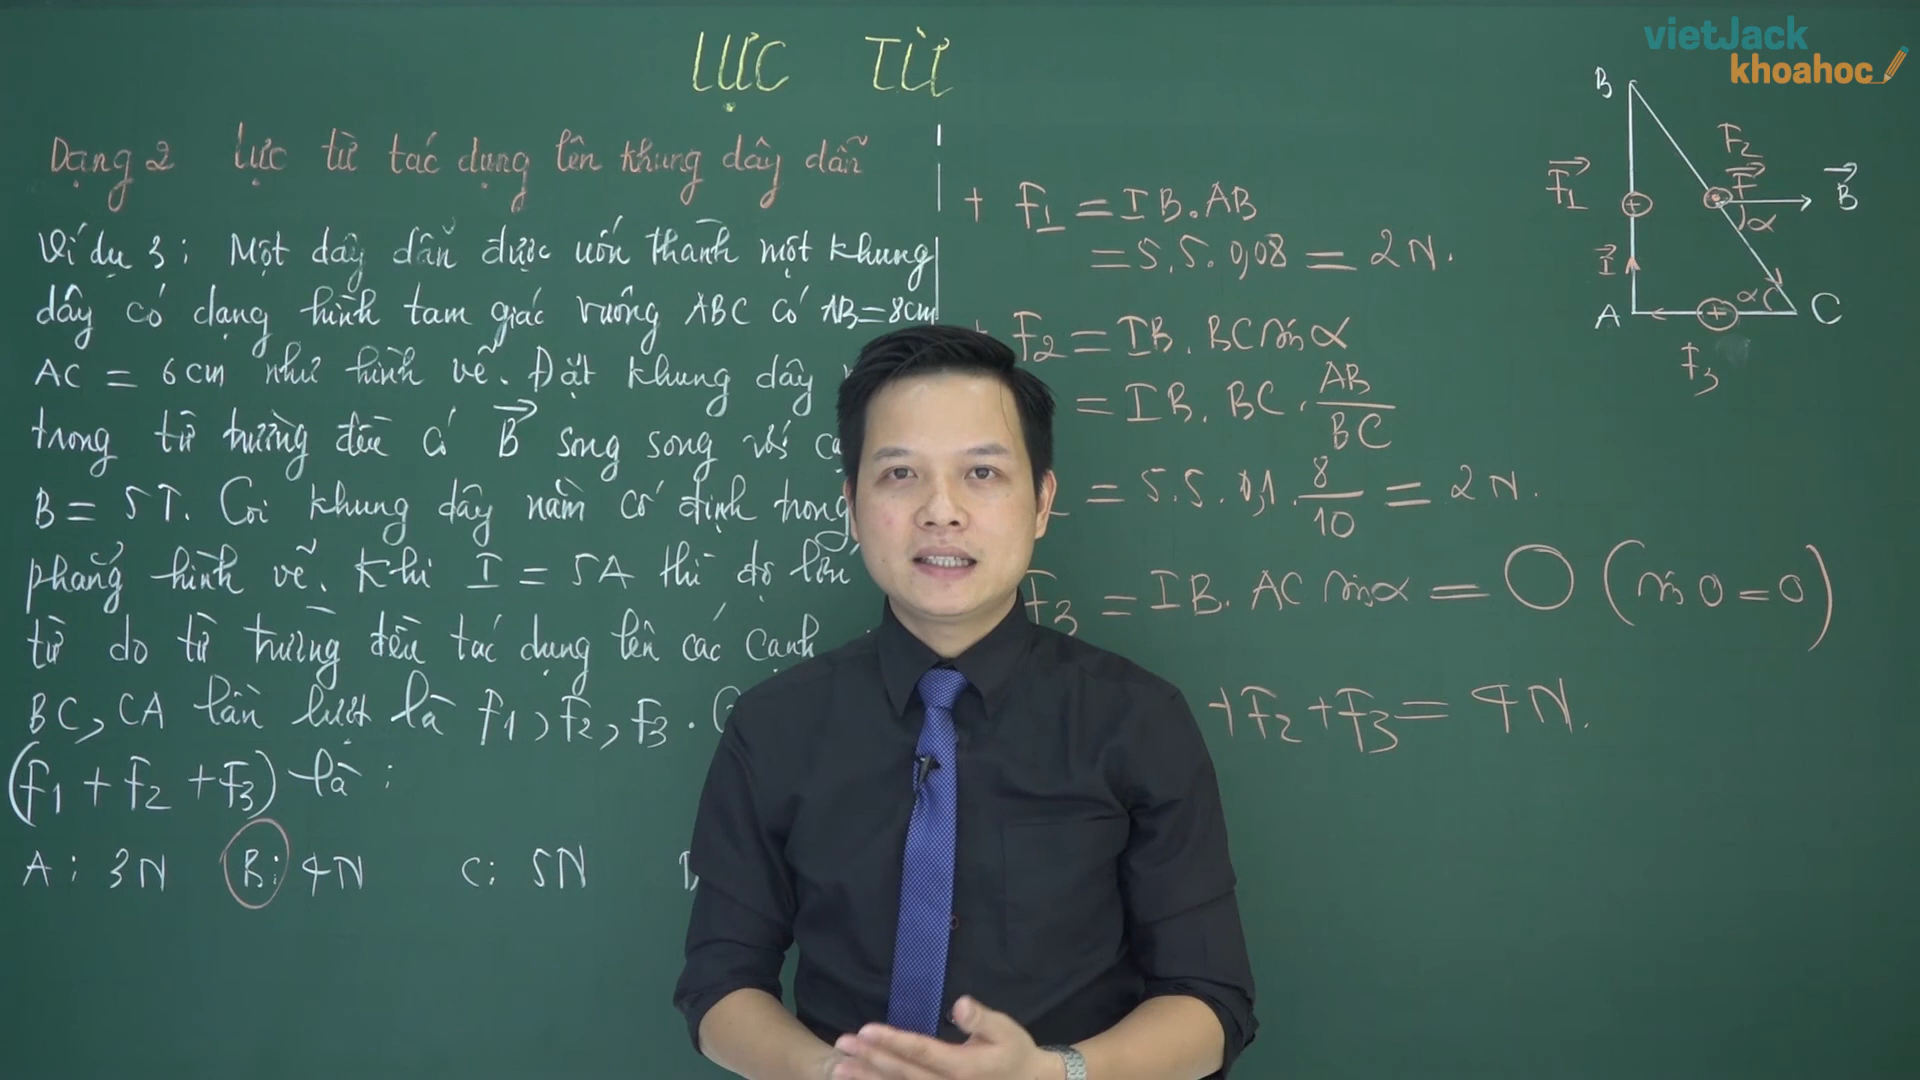 vietJack
khoahoc
LỰC TỪ
Dạng 2 Lực từ tác dụng lên khung dây dẫn
Ví dụ 3: Một dây dẫn được uốn thành một khung
dây có dạng hình tam giác vuông ABC có AB=8cm
AC = 6cm như hình vẽ. Đặt khung dây
trong từ trường đều có B⃗ song song với
B = 5T. Coi khung dây nằm cố định trong
phẳng hình vẽ. Khi I = 5A thì độ lớn
từ do từ trường đều tác dụng lên các cạnh
BC, CA lần lượt là F1, F2, F3.
(F1 + F2 + F3) là:
A: 3N B: 4N C: 5N
+ F1 = IB.AB
= 5.5.0,08 = 2N.
F2 = IB.BC sin α
= IB.BC.AB/BC
= 5.5.0,1.8/10 = 2N.
F3 = IB.AC sin α = 0 (sin 0 = 0)
+F2+F3 = 4N.
B
F2
F⃗1 F⃗ B⃗
α
I⃗
α
A C
F3